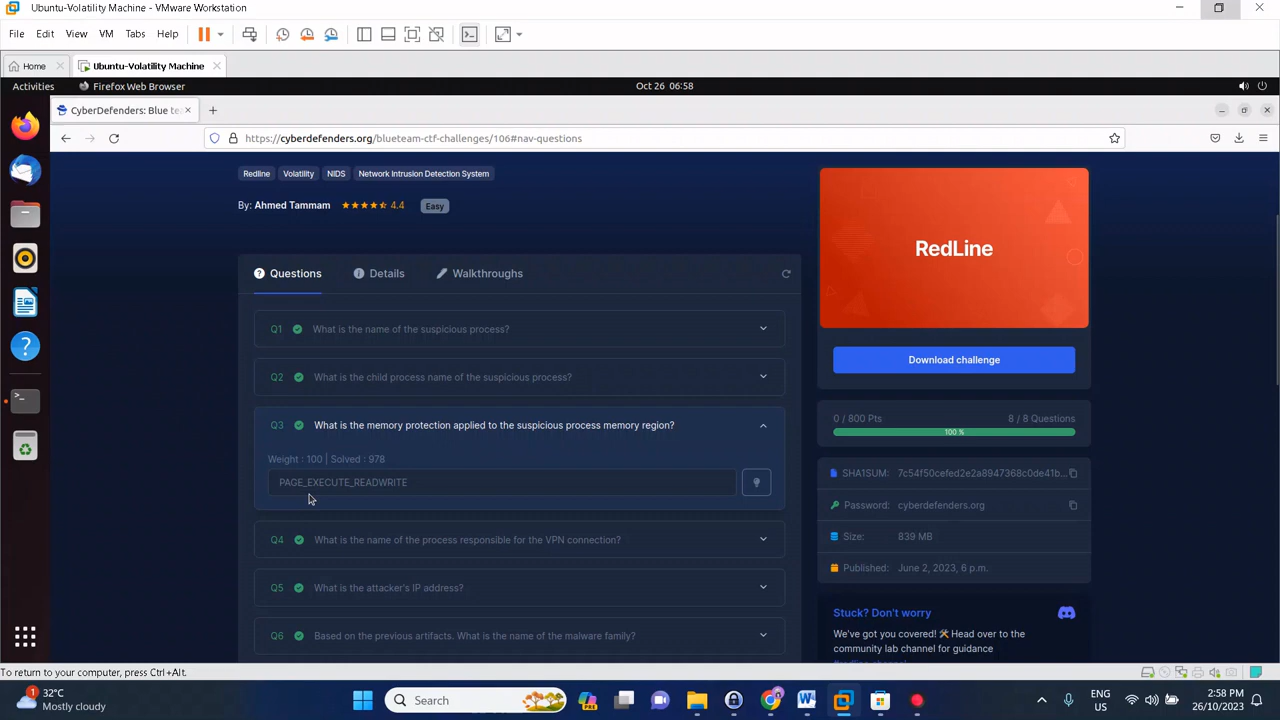 Ubuntu-Volatility Machine - VMware Workstation
File Edit View VM Tabs Help
Home Ubuntu-Volatility Machine
Activities Firefox Web Browser Oct 26 06:58
CyberDefenders: Blue te
https://cyberdefenders.org/blueteam-ctf-challenges/106#nav-questions
Redline Volatility NIDS Network Intrusion Detection System
By: Ahmed Tammam 4.4 Easy
RedLine
Questions Details Walkthroughs
Q1 What is the name of the suspicious process?
Download challenge
Q2 What is the child process name of the suspicious process?
Q3 What is the memory protection applied to the suspicious process memory region?
0 / 800 Pts 8 / 8 Questions
100 %
Weight : 100 | Solved : 978
PAGE_EXECUTE_READWRITE
SHA1SUM: 7c54f50cefed2e2a8947368c0de41b...
Password: cyberdefenders.org
Size: 839 MB
Published: June 2, 2023, 6 p.m.
Q4 What is the name of the process responsible for the VPN connection?
Q5 What is the attacker's IP address?
Q6 Based on the previous artifacts. What is the name of the malware family?
Stuck? Don't worry
We've got you covered! 🛠 Head over to the
community lab channel for guidance
To return to your computer, press Ctrl+Alt.
1
32°C
Mostly cloudy
Search
PRE
ENG
US
2:58 PM
26/10/2023